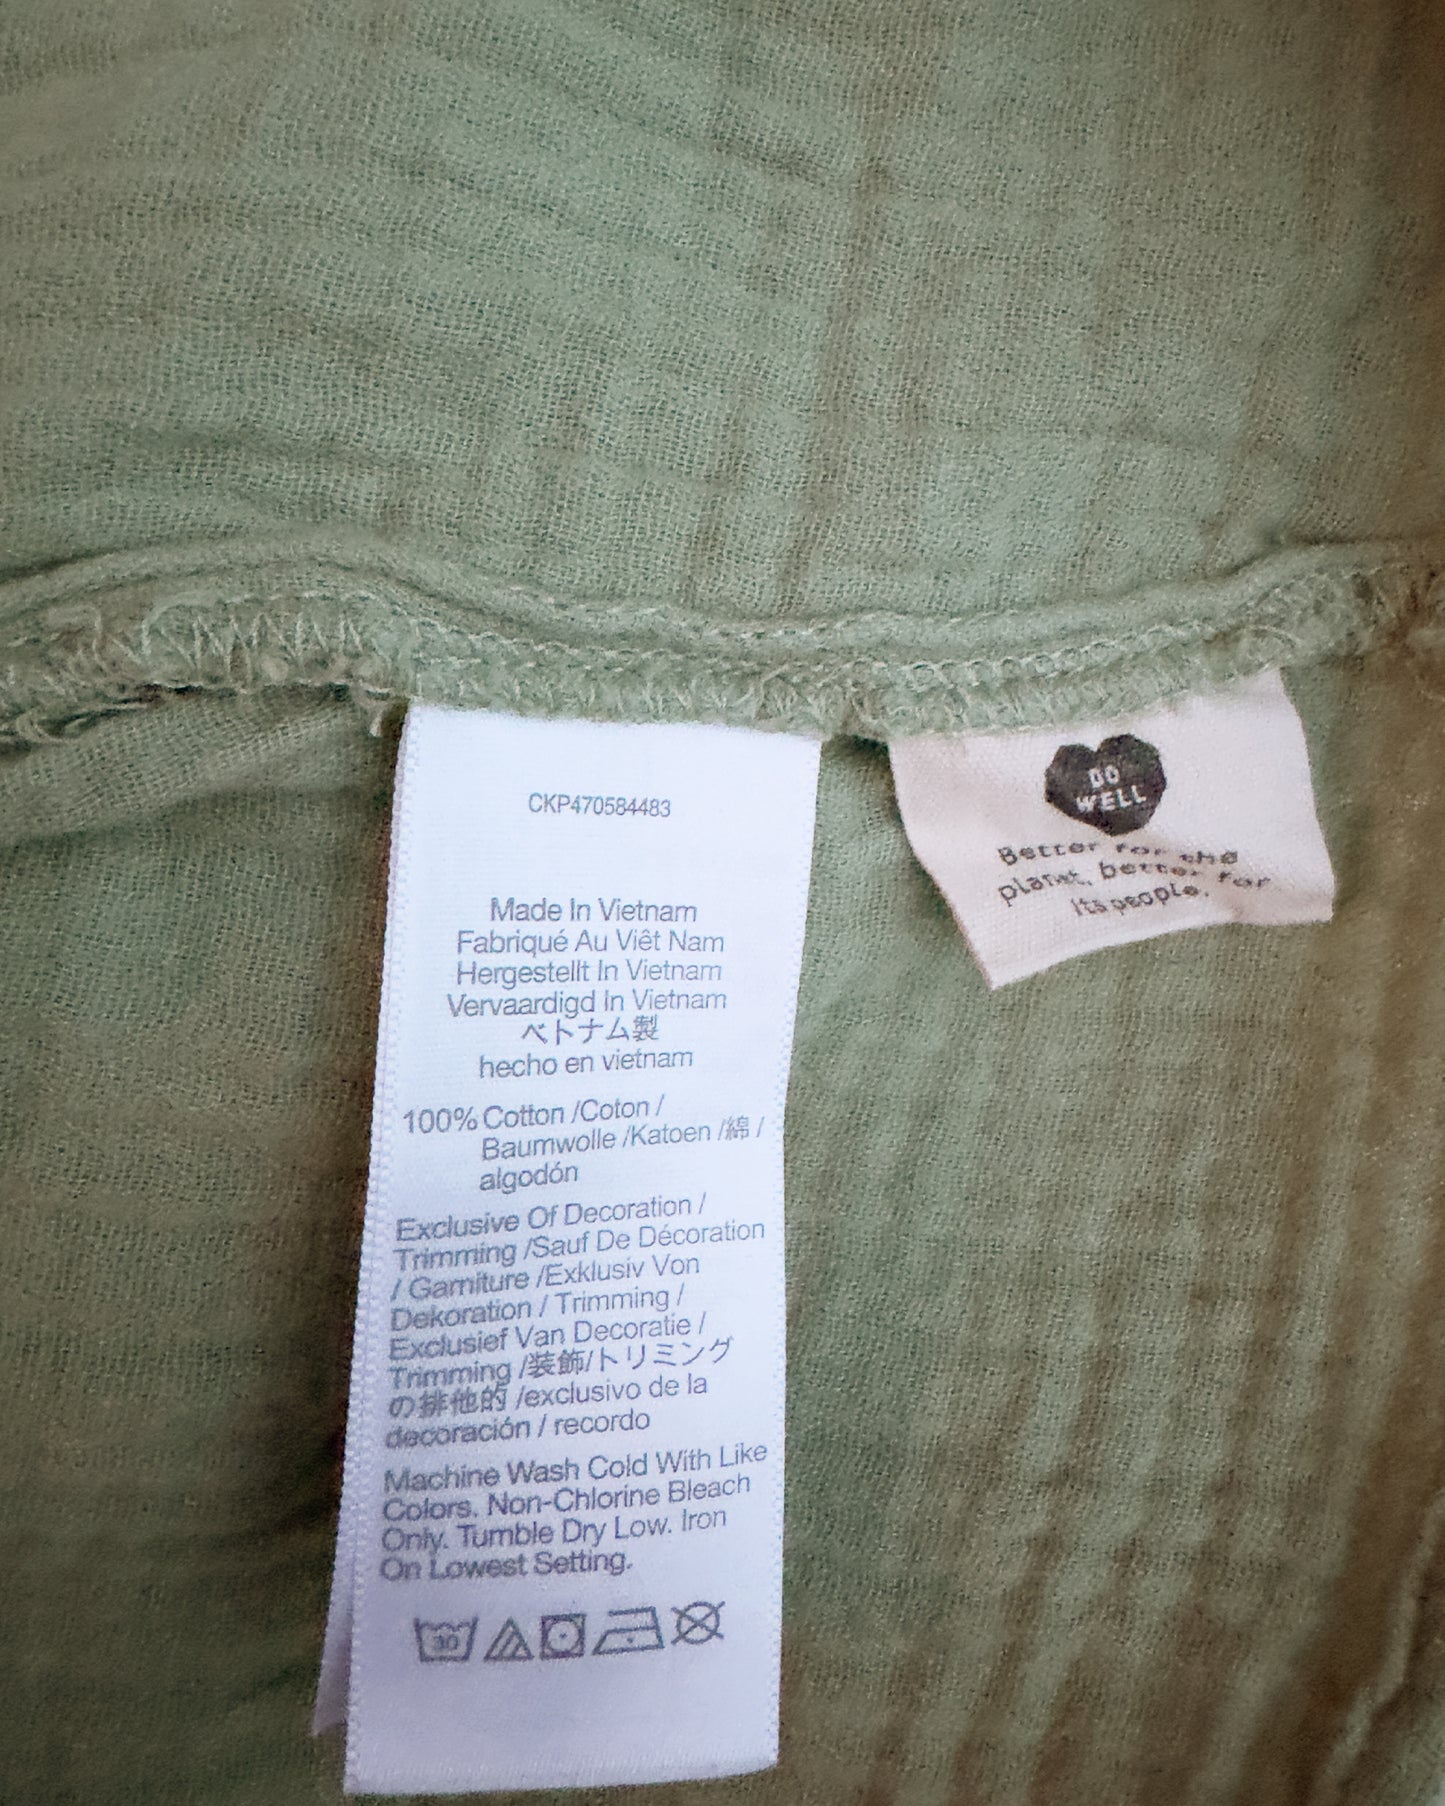 CKP470584483
Made In Vietnam
Fabriqué Au Viêt Nam
Hergestellt In Vietnam
Vervaardigd In Vietnam
ベトナム製
hecho en vietnam
100% Cotton /Coton /
Baumwolle /Katoen /綿 /
algodón
Exclusive Of Decoration /
Trimming /Sauf De Décoration
/ Garniture /Exklusiv Von
Dekoration / Trimming /
Exclusief Van Decoratie /
Trimming /装飾/トリミング
の排他的 /exclusivo de la
decoración / recordo
Machine Wash Cold With Like
Colors. Non-Chlorine Bleach
Only. Tumble Dry Low. Iron
On Lowest Setting.
30
DO
WELL
Better for the
planet, better for
its people.